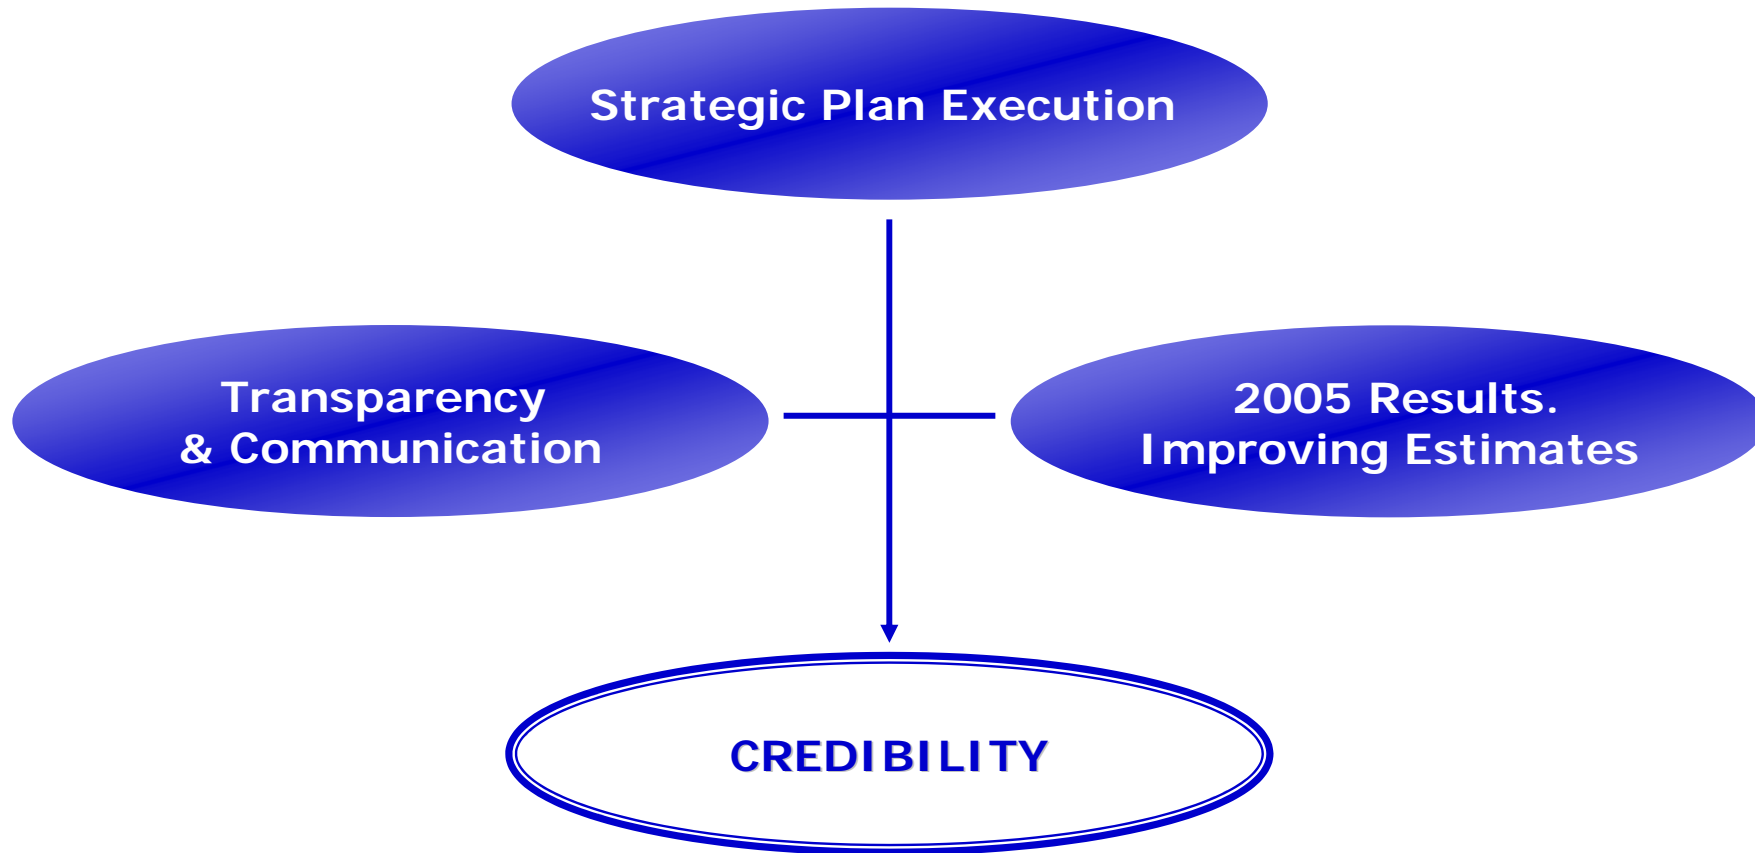 Strategic Plan Execution
Transparency
& Communication
2005 Results.
Improving Estimates
CREDIBILITY